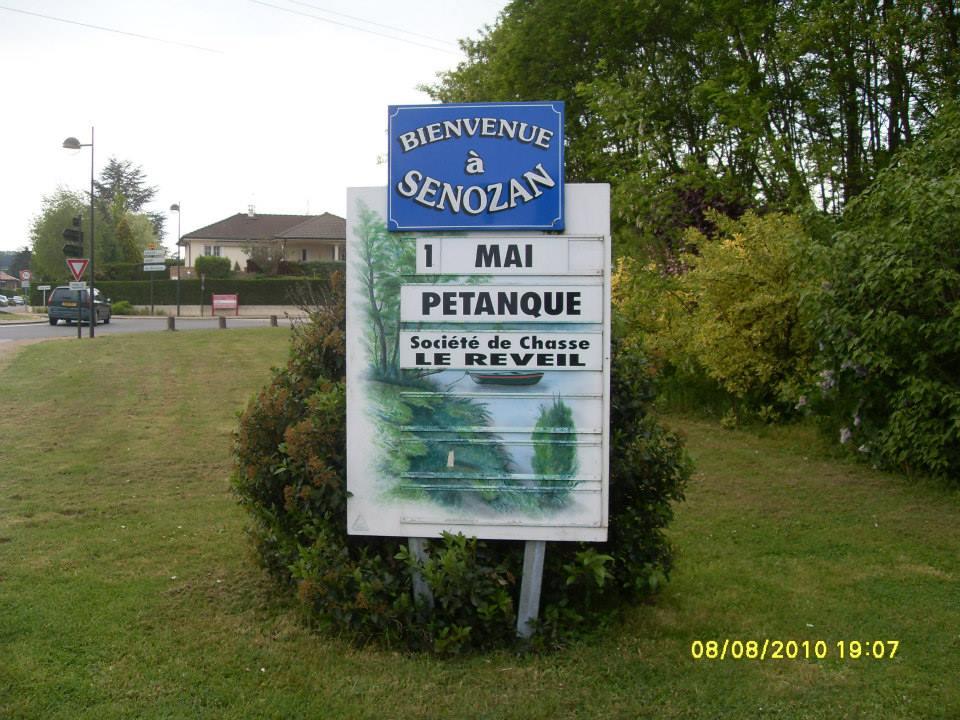 BIENVENUE
à
SENOZAN
1 MAI
PETANQUE
Société de Chasse
LE REVEIL
08/08/2010 19:07